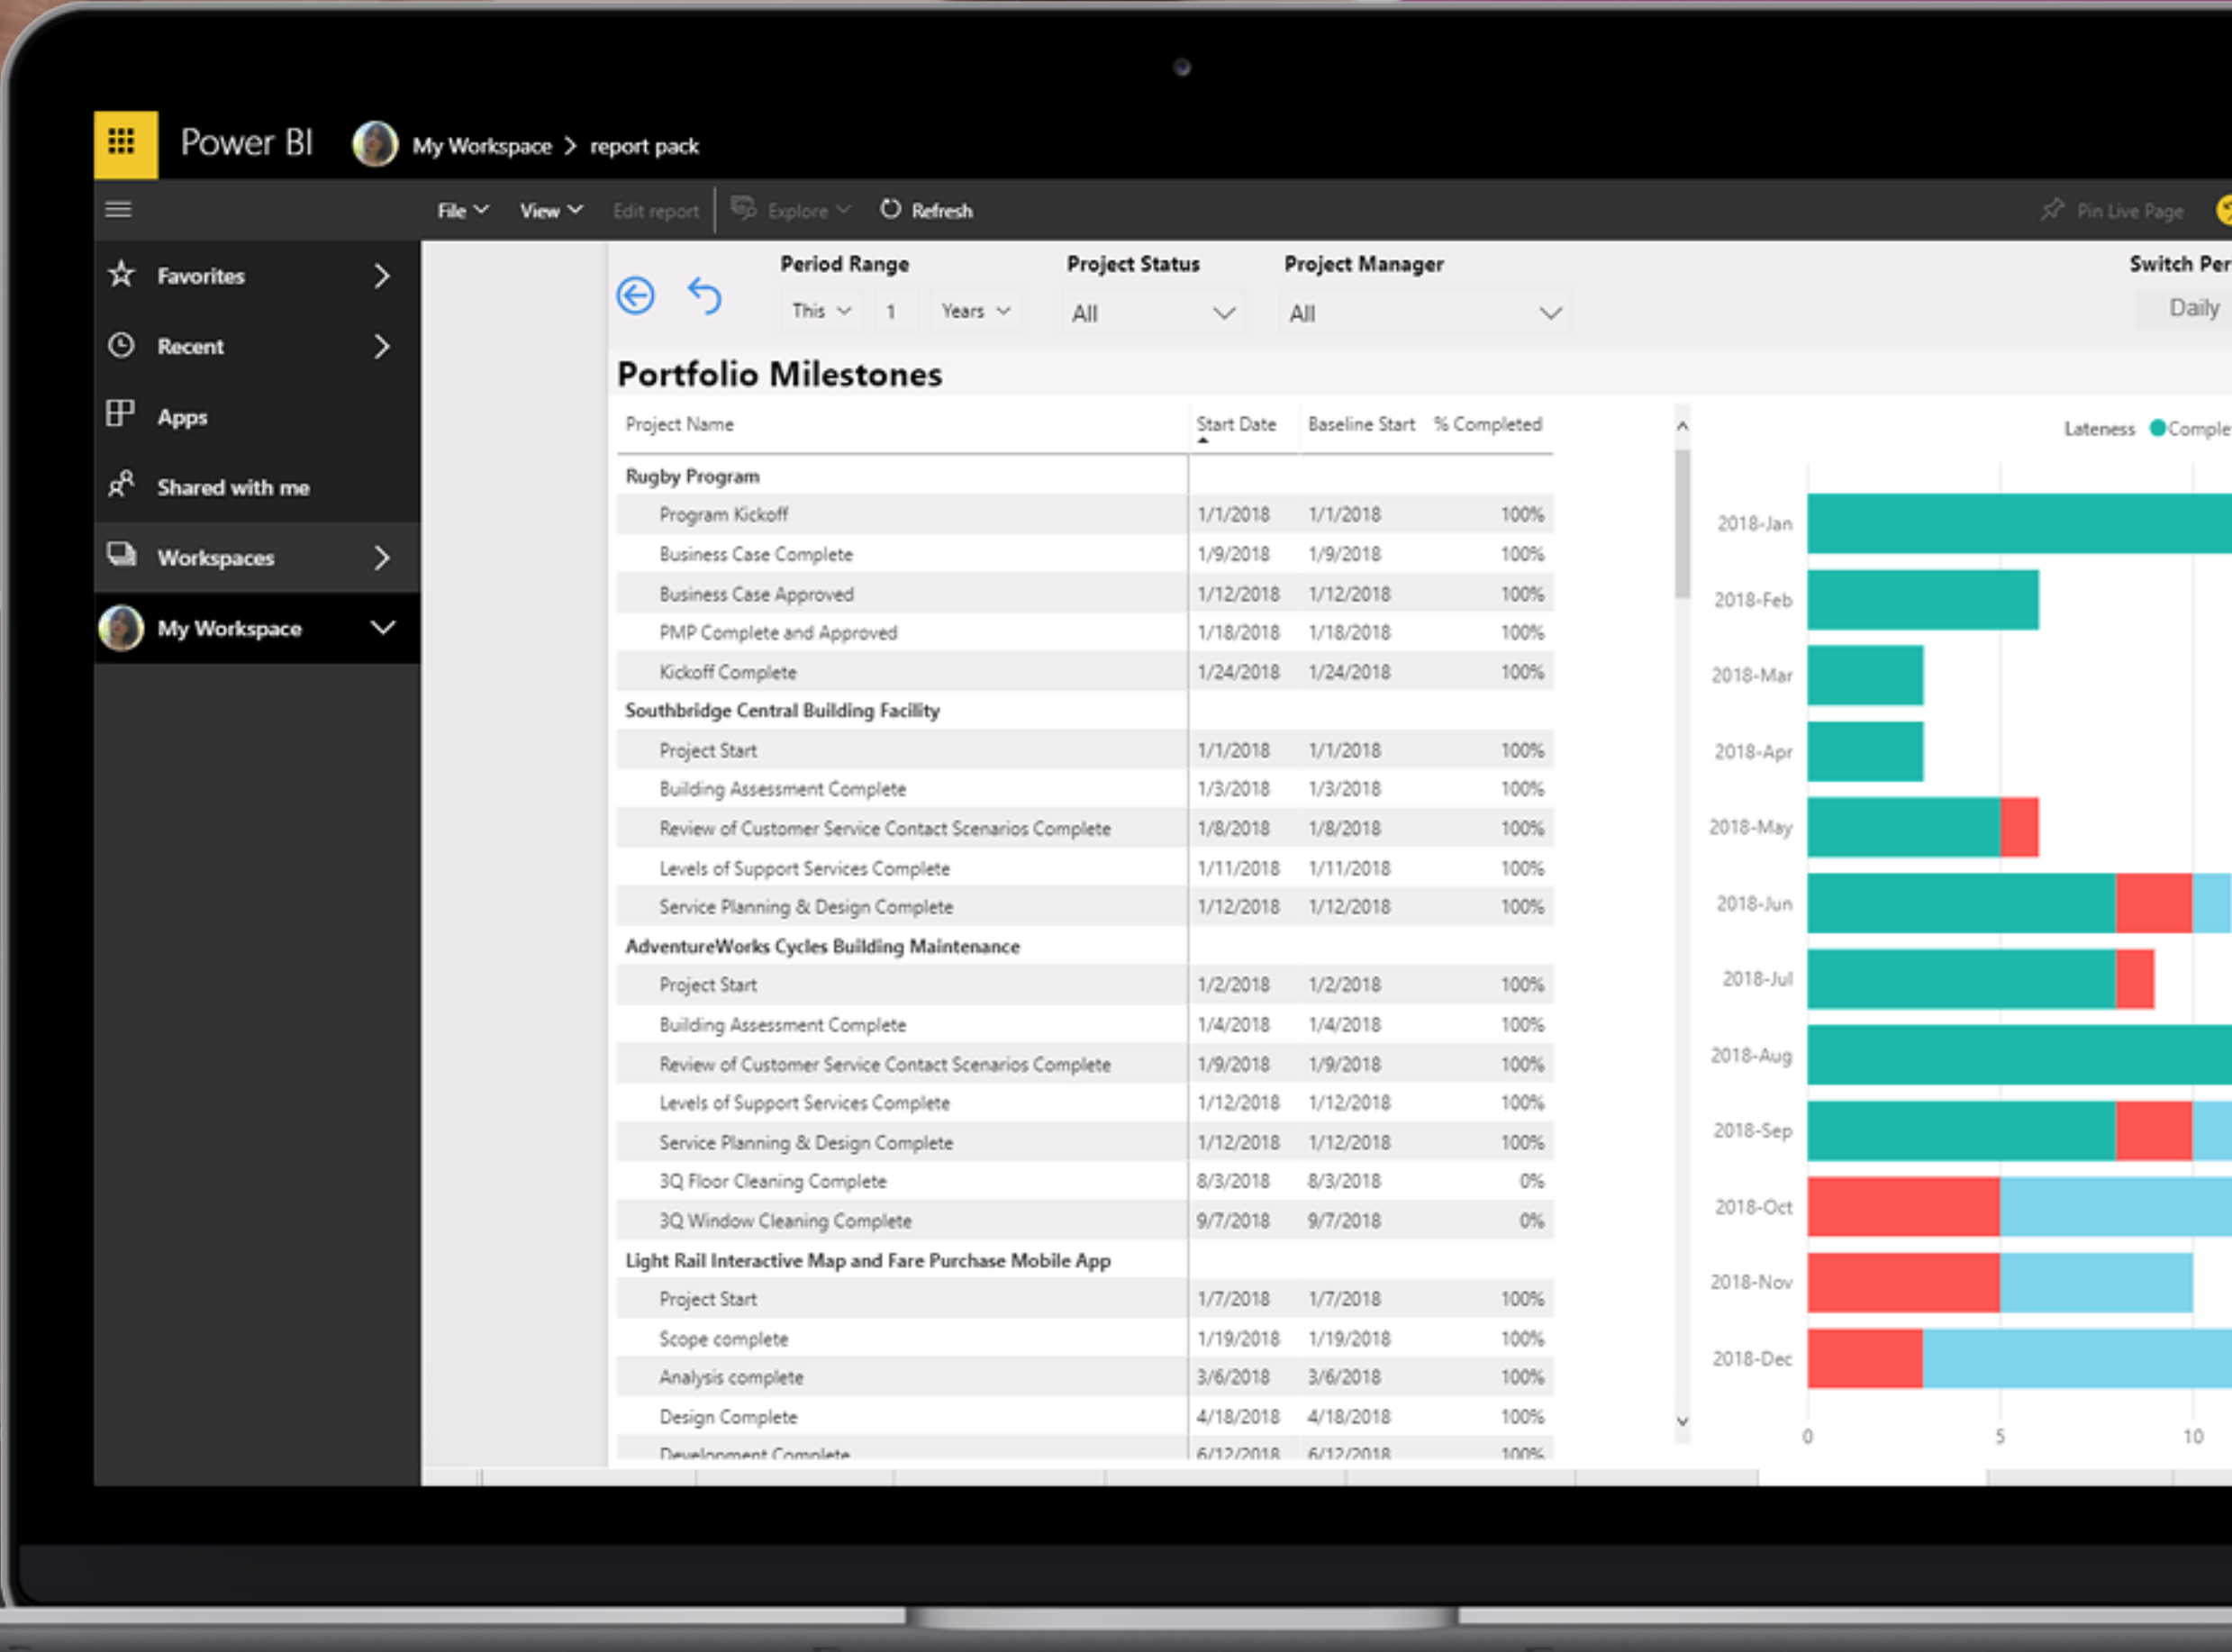 Power BI My Workspace > report pack
File View Edit report Explore Refresh Pin Live Page
Favorites
Recent
Apps
Shared with me
Workspaces
My Workspace
Period Range Project Status Project Manager Switch Per
This 1 Years All All Daily
Portfolio Milestones
Project Name Start Date Baseline Start % Completed
Rugby Program
Program Kickoff 1/1/2018 1/1/2018 100%
Business Case Complete 1/9/2018 1/9/2018 100%
Business Case Approved 1/12/2018 1/12/2018 100%
PMP Complete and Approved 1/18/2018 1/18/2018 100%
Kickoff Complete 1/24/2018 1/24/2018 100%
Southbridge Central Building Facility
Project Start 1/1/2018 1/1/2018 100%
Building Assessment Complete 1/3/2018 1/3/2018 100%
Review of Customer Service Contact Scenarios Complete 1/8/2018 1/8/2018 100%
Levels of Support Services Complete 1/11/2018 1/11/2018 100%
Service Planning & Design Complete 1/12/2018 1/12/2018 100%
AdventureWorks Cycles Building Maintenance
Project Start 1/2/2018 1/2/2018 100%
Building Assessment Complete 1/4/2018 1/4/2018 100%
Review of Customer Service Contact Scenarios Complete 1/9/2018 1/9/2018 100%
Levels of Support Services Complete 1/12/2018 1/12/2018 100%
Service Planning & Design Complete 1/12/2018 1/12/2018 100%
3Q Floor Cleaning Complete 8/3/2018 8/3/2018 0%
3Q Window Cleaning Complete 9/7/2018 9/7/2018 0%
Light Rail Interactive Map and Fare Purchase Mobile App
Project Start 1/7/2018 1/7/2018 100%
Scope complete 1/19/2018 1/19/2018 100%
Analysis complete 3/6/2018 3/6/2018 100%
Design Complete 4/18/2018 4/18/2018 100%
Development Complete 6/12/2018 6/12/2018 100%
Lateness Comple
2018-Jan
2018-Feb
2018-Mar
2018-Apr
2018-May
2018-Jun
2018-Jul
2018-Aug
2018-Sep
2018-Oct
2018-Nov
2018-Dec
0 5 10